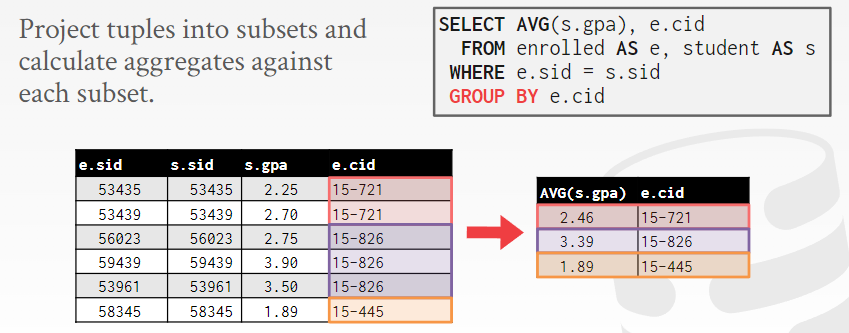 Project tuples into subsets and
calculate aggregates against
each subset.
SELECT AVG(s.gpa), e.cid
FROM enrolled AS e, student AS s
WHERE e.sid = s.sid
GROUP BY e.cid
e.sid s.sid s.gpa e.cid
53435 53435 2.25 15-721
53439 53439 2.70 15-721
56023 56023 2.75 15-826
59439 59439 3.90 15-826
53961 53961 3.50 15-826
58345 58345 1.89 15-445
AVG(s.gpa) e.cid
2.46 15-721
3.39 15-826
1.89 15-445